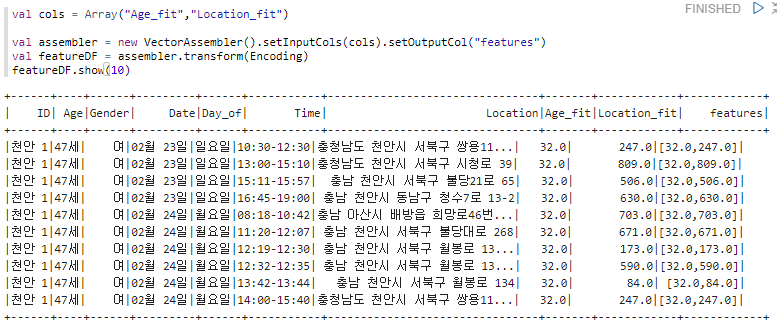 FINISHED
val cols = Array("Age_fit","Location_fit")
val assembler = new VectorAssembler().setInputCols(cols).setOutputCol("features")
val featureDF = assembler.transform(Encoding)
featureDF.show(10)
+------+---+------+-------+------+-----------+--------------------+-------+------------+------------+
| ID| Age|Gender| Date|Day_of| Time| Location|Age_fit|Location_fit| features|
+------+---+------+-------+------+-----------+--------------------+-------+------------+------------+
|천안 1|47세| 여|02월 23일|일요일|10:30-12:30|충청남도 천안시 서북구 쌍용11...| 32.0| 247.0|[32.0,247.0]|
|천안 1|47세| 여|02월 23일|일요일|13:00-15:10|충청남도 천안시 서북구 시청로 39| 32.0| 809.0|[32.0,809.0]|
|천안 1|47세| 여|02월 23일|일요일|15:11-15:57| 충남 천안시 서북구 불당21로 65| 32.0| 506.0|[32.0,506.0]|
|천안 1|47세| 여|02월 23일|일요일|16:45-19:00| 충남 천안시 동남구 청수7로 13-2| 32.0| 630.0|[32.0,630.0]|
|천안 1|47세| 여|02월 24일|월요일|08:18-10:42|충남 아산시 배방읍 희망로46번...| 32.0| 703.0|[32.0,703.0]|
|천안 1|47세| 여|02월 24일|월요일|11:20-12:07| 충남 천안시 서북구 불당대로 268| 32.0| 671.0|[32.0,671.0]|
|천안 1|47세| 여|02월 24일|월요일|12:19-12:30| 충남 천안시 서북구 월봉로 13...| 32.0| 173.0|[32.0,173.0]|
|천안 1|47세| 여|02월 24일|월요일|12:32-12:35| 충남 천안시 서북구 월봉로 13...| 32.0| 590.0|[32.0,590.0]|
|천안 1|47세| 여|02월 24일|월요일|13:42-13:44| 충남 천안시 서북구 월봉로 134| 32.0| 84.0| [32.0,84.0]|
|천안 1|47세| 여|02월 24일|월요일|14:00-15:40|충청남도 천안시 서북구 쌍용11...| 32.0| 247.0|[32.0,247.0]|
+------+---+------+-------+------+-----------+--------------------+-------+------------+------------+